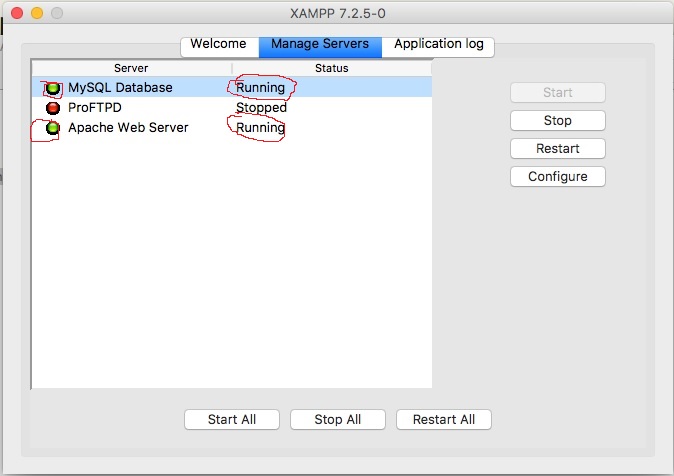 XAMPP 7.2.5-0
Welcome Manage Servers Application log
Server Status
MySQL Database Running
ProFTPD Stopped
Apache Web Server Running
Start
Stop
Restart
Configure
Start All Stop All Restart All